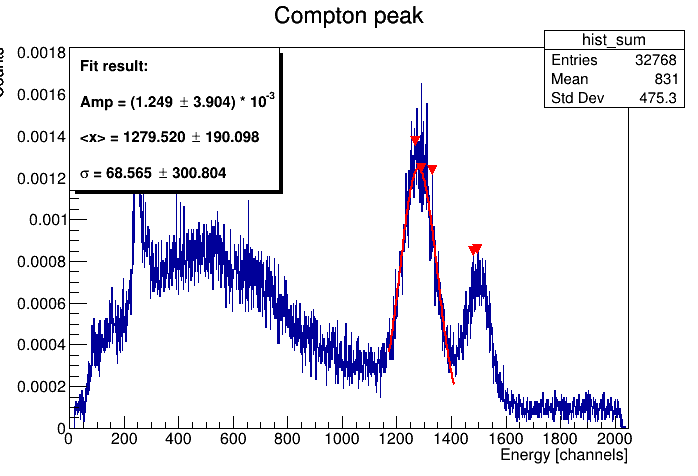 Compton peak
hist_sum
Entries 32768
Mean 831
Std Dev 475.3
Fit result:
Amp = (1.249 ± 3.904) * 10⁻³
<x> = 1279.520 ± 190.098
σ = 68.565 ± 300.804
0.0018
0.0016
0.0014
0.0012
0.001
0.0008
0.0006
0.0004
0.0002
0
0 200 400 600 800 1000 1200 1400 1600 1800 2000
Energy [channels]